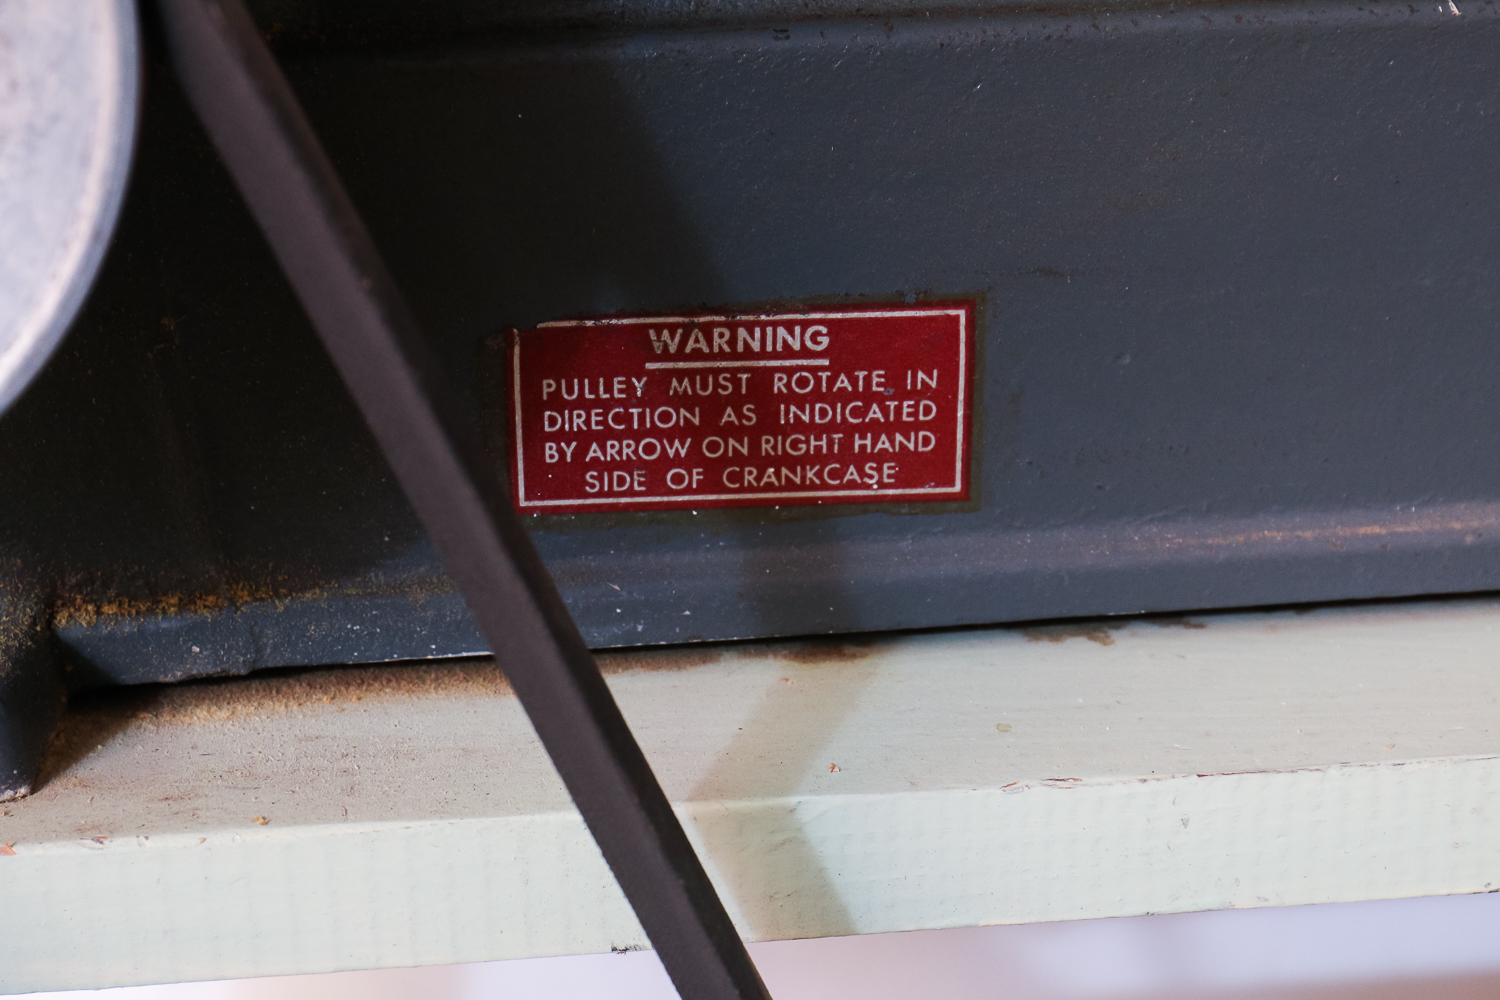 WARNING
PULLEY MUST ROTATE IN
DIRECTION AS INDICATED
BY ARROW ON RIGHT HAND
SIDE OF CRANKCASE